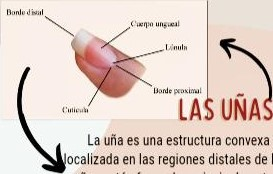 Borde distal
Cuerpo ungueal
Lúnula
Borde proximal
Cutícula
LAS UÑAS
La uña es una estructura convexa
localizada en las regiones distales de l